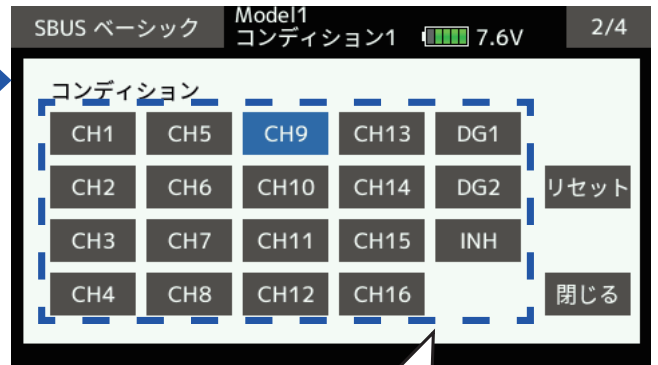 SBUS ベーシック
Model1
コンディション1
7.6V
2/4
コンディション
CH1 CH5 CH9 CH13 DG1
CH2 CH6 CH10 CH14 DG2 リセット
CH3 CH7 CH11 CH15 INH
CH4 CH8 CH12 CH16 閉じる